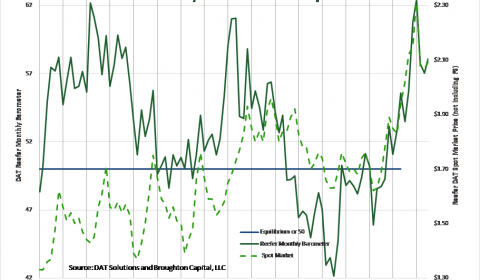 62
$2.30
57
$2.10
DAT Reefer Monthly Barometer
52
$1.90
Reefer DAT Spot Market Price (not including FS)
$1.70
47
$1.50
Equilibrium or 50
Reefer Monthly Barometer
Spot Market
Source: DAT Solutions and Broughton Capital, LLC
42
$1.30